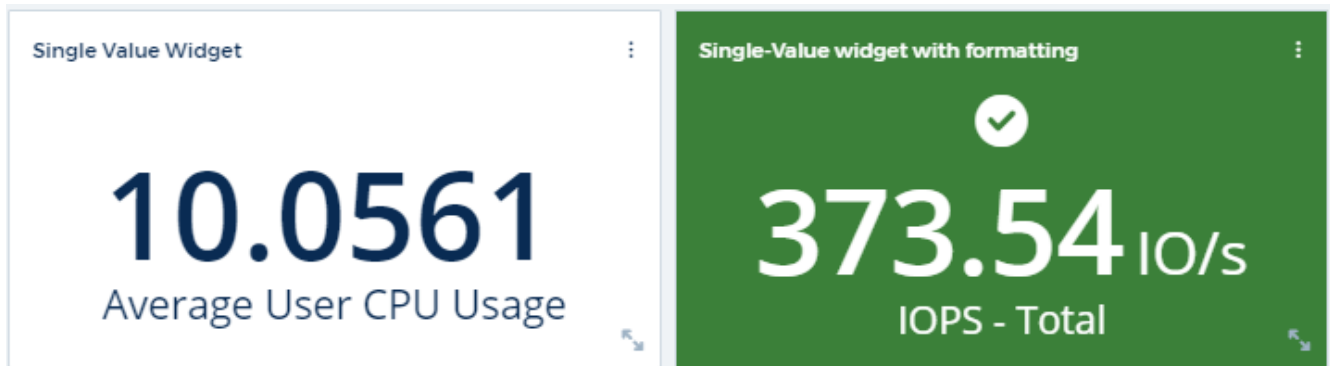 Single Value Widget
10.0561
Average User CPU Usage
Single-Value widget with formatting
373.54 IO/s
IOPS - Total